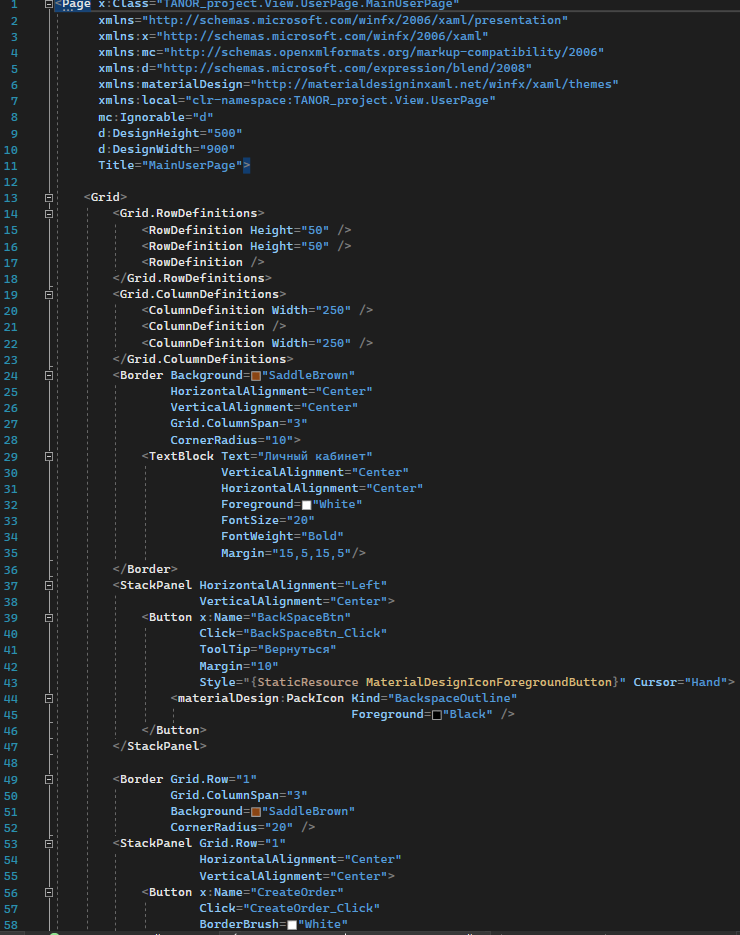 1 <Page x:Class="TANOR_project.View.UserPage.MainUserPage"
2 xmlns="http://schemas.microsoft.com/winfx/2006/xaml/presentation"
3 xmlns:x="http://schemas.microsoft.com/winfx/2006/xaml"
4 xmlns:mc="http://schemas.openxmlformats.org/markup-compatibility/2006"
5 xmlns:d="http://schemas.microsoft.com/expression/blend/2008"
6 xmlns:materialDesign="http://materialdesigninxaml.net/winfx/xaml/themes"
7 xmlns:local="clr-namespace:TANOR_project.View.UserPage"
8 mc:Ignorable="d"
9 d:DesignHeight="500"
10 d:DesignWidth="900"
11 Title="MainUserPage">
12
13 <Grid>
14 <Grid.RowDefinitions>
15 <RowDefinition Height="50" />
16 <RowDefinition Height="50" />
17 <RowDefinition />
18 </Grid.RowDefinitions>
19 <Grid.ColumnDefinitions>
20 <ColumnDefinition Width="250" />
21 <ColumnDefinition />
22 <ColumnDefinition Width="250" />
23 </Grid.ColumnDefinitions>
24 <Border Background="SaddleBrown"
25 HorizontalAlignment="Center"
26 VerticalAlignment="Center"
27 Grid.ColumnSpan="3"
28 CornerRadius="10">
29 <TextBlock Text="Личный кабинет"
30 VerticalAlignment="Center"
31 HorizontalAlignment="Center"
32 Foreground="White"
33 FontSize="20"
34 FontWeight="Bold"
35 Margin="15,5,15,5"/>
36 </Border>
37 <StackPanel HorizontalAlignment="Left"
38 VerticalAlignment="Center">
39 <Button x:Name="BackSpaceBtn"
40 Click="BackSpaceBtn_Click"
41 ToolTip="Вернуться"
42 Margin="10"
43 Style="{StaticResource MaterialDesignIconForegroundButton}" Cursor="Hand">
44 <materialDesign:PackIcon Kind="BackspaceOutline"
45 Foreground="Black" />
46 </Button>
47 </StackPanel>
48
49 <Border Grid.Row="1"
50 Grid.ColumnSpan="3"
51 Background="SaddleBrown"
52 CornerRadius="20" />
53 <StackPanel Grid.Row="1"
54 HorizontalAlignment="Center"
55 VerticalAlignment="Center">
56 <Button x:Name="CreateOrder"
57 Click="CreateOrder_Click"
58 BorderBrush="White"